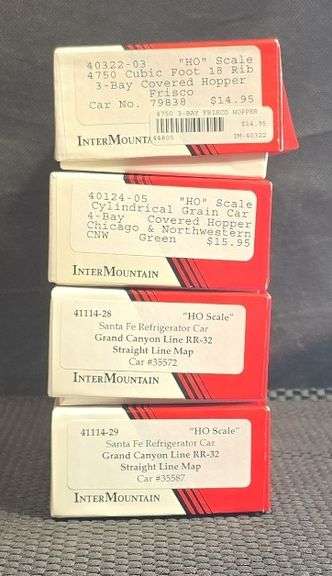 40322-03 "HO" Scale
4750 Cubic Foot 18 Rib
3-Bay Covered Hopper
Frisco
Car No. 79838 $14.95
4750 3-BAY FRISCO HOPPER
$14.95
44805 IM-40322
INTERMOUNTA
40124-05 "HO" Scale
Cylindrical Grain Car
4-Bay Covered Hopper
Chicago & Northwestern
CNW Green $15.95
INTERMOUNTAIN
41114-28 "HO Scale"
Santa Fe Refrigerator Car
Grand Canyon Line RR-32
Straight Line Map
Car #35572
INTERMOUNTAIN
41114-29 "HO Scale"
Santa Fe Refrigerator Car
Grand Canyon Line RR-32
Straight Line Map
Car #35587
INTERMOUNTAIN